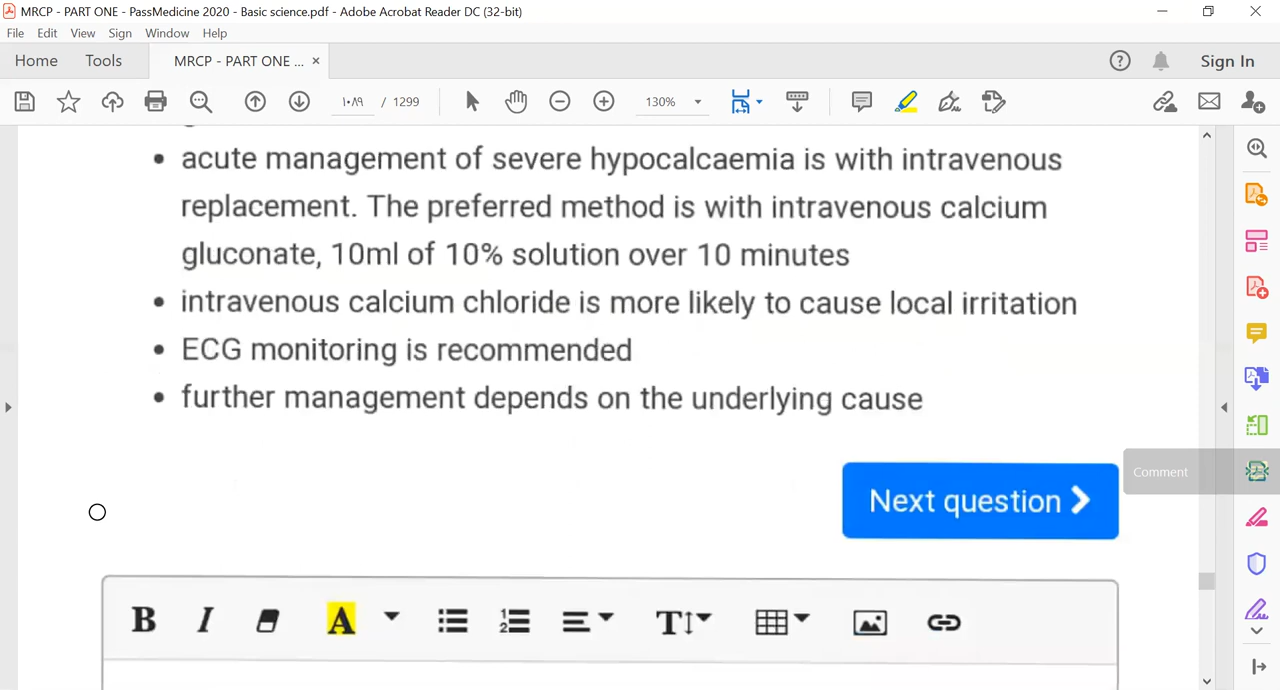 MRCP - PART ONE - PassMedicine 2020 - Basic science.pdf - Adobe Acrobat Reader DC (32-bit)
File Edit View Sign Window Help
Home Tools MRCP - PART ONE ... × Sign In
١٠٨٩ / 1299 130%
• acute management of severe hypocalcaemia is with intravenous
replacement. The preferred method is with intravenous calcium
gluconate, 10ml of 10% solution over 10 minutes
• intravenous calcium chloride is more likely to cause local irritation
• ECG monitoring is recommended
• further management depends on the underlying cause
Comment
Next question
B I A T